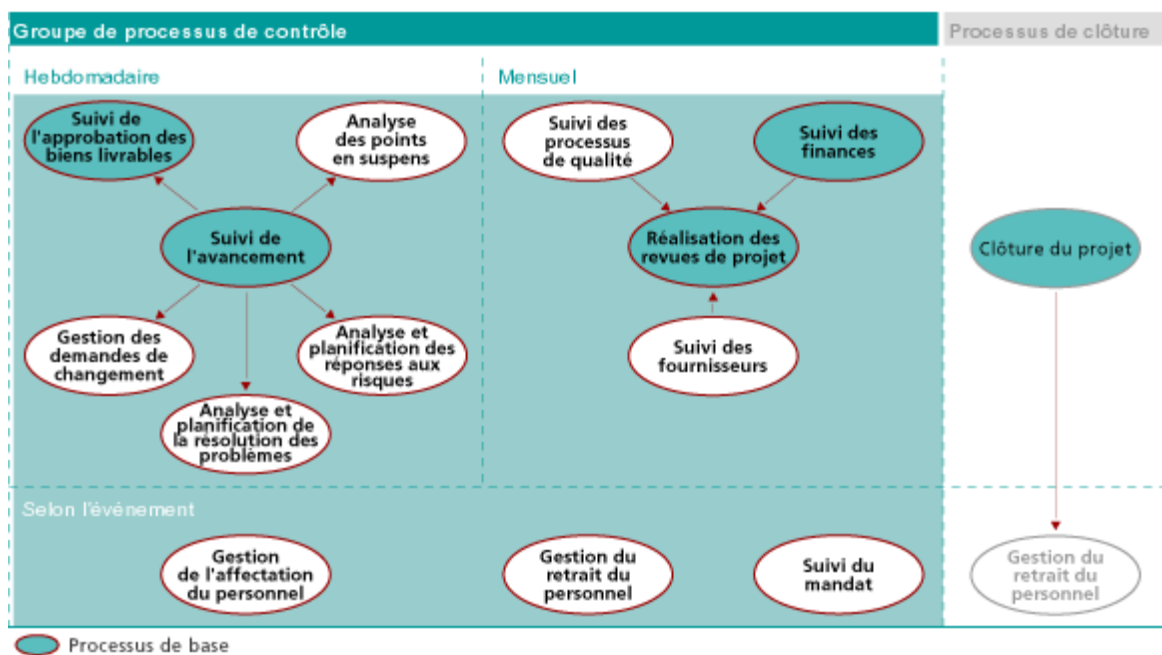 Groupe de processus de contrôle
Processus de clôture
Hebdomadaire
Mensuel
Suivi de
l'approbation des
biens livrables
Analyse
des points
en suspens
Suivi des
processus
de qualité
Suivi des
finances
Suivi de
l'avancement
Réalisation des
revues de projet
Clôture du projet
Gestion des
demandes de
changement
Analyse et
planification des
réponses aux
risques
Suivi des
fournisseurs
Analyse et
planification de
la résolution des
problèmes
Selon l'événement
Gestion
de l'affectation
du personnel
Gestion du
retrait du
personnel
Suivi du
mandat
Gestion du
retrait du
personnel
Processus de base